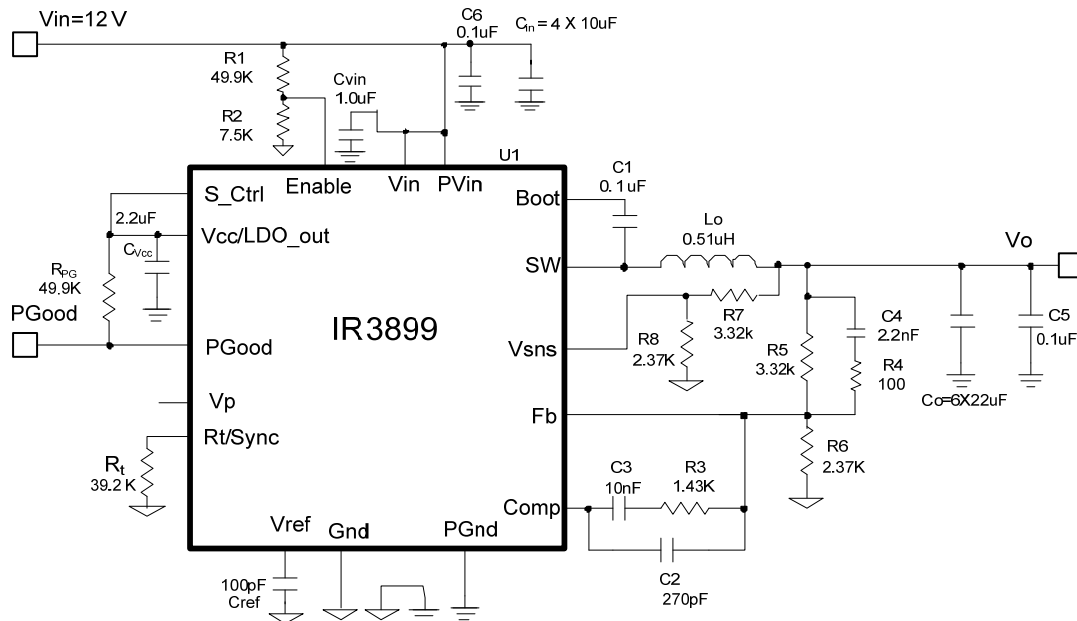 Vin=12 V
C6
0.1uF
Cin = 4 X 10uF
R1
49.9K
Cvin
1.0uF
R2
7.5K
U1
Enable
Vin
PVin
S_Ctrl
Boot
C1
0.1uF
2.2uF
Vcc/LDO_out
CVcc
Lo
0.51uH
Vo
SW
RPG
49.9K
PGood
IR3899
R7
3.32k
C4
2.2nF
C5
0.1uF
PGood
Vsns
R8
2.37K
R5
3.32k
R4
100
Vp
Fb
Co=6X22uF
Rt/Sync
R6
2.37K
Rt
39.2K
C3
10nF
R3
1.43K
Comp
Vref
Gnd
PGnd
100pF
Cref
C2
270pF